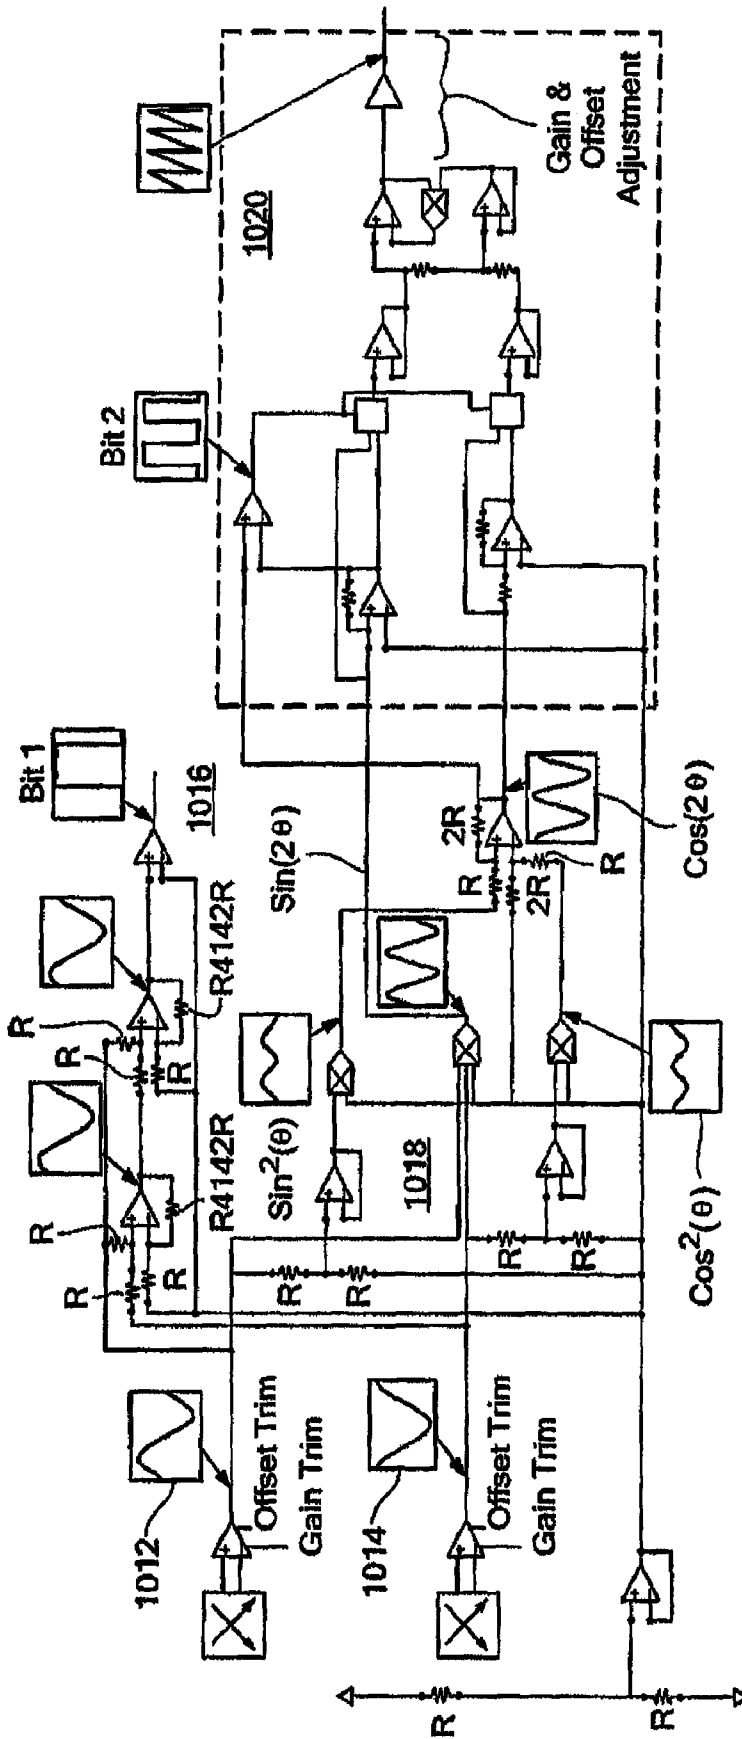 R
Bit 1
R
R
R
Bit 2
1012
R
R
1016
R4142R
R4142R
1020
Offset Trim
Gain Trim
Sin²(θ)
Sin(2θ)
R
R
1014
1018
2R
R
Offset Trim
Gain Trim
R
R
2R
R
Gain &
Offset
Adjustment
R
R
Cos²(θ)
Cos(2θ)